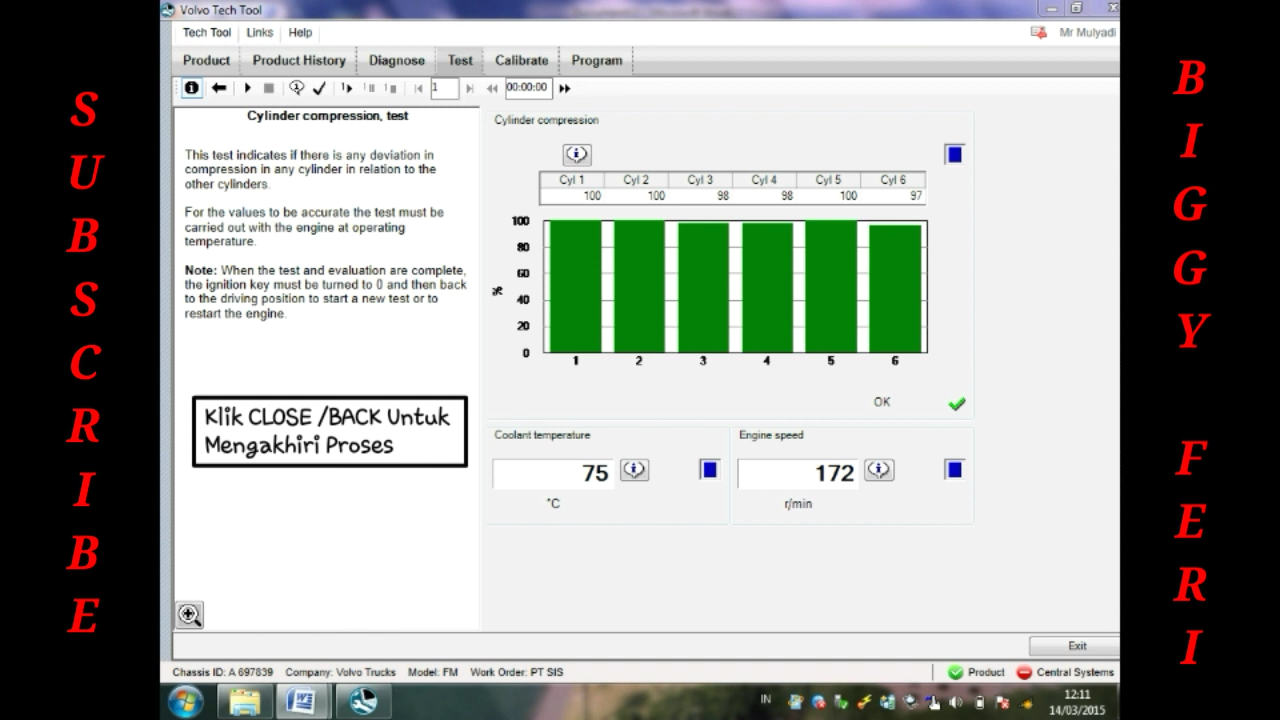 Volvo Tech Tool
Tech Tool Links Help
Mr Mulyadi
Product Product History Diagnose Test Calibrate Program
1
00:00:00
Cylinder compression, test
This test indicates if there is any deviation in
compression in any cylinder in relation to the
other cylinders.
For the values to be accurate the test must be
carried out with the engine at operating
temperature.
Note: When the test and evaluation are complete,
the ignition key must be turned to 0 and then back
to the driving position to start a new test or to
restart the engine.
Klik CLOSE /BACK Untuk
Mengakhiri Proses
Cylinder compression
Cyl 1 Cyl 2 Cyl 3 Cyl 4 Cyl 5 Cyl 6
100 100 98 98 100 97
100
80
60
40
20
0
%
1 2 3 4 5 6
OK
Coolant temperature
75
°C
Engine speed
172
r/min
Exit
Chassis ID: A 697839 Company: Volvo Trucks Model: FM Work Order: PT SIS
Product Central Systems
IN
12:11
14/03/2015
SUBSCRIBE
BIGGY FERI